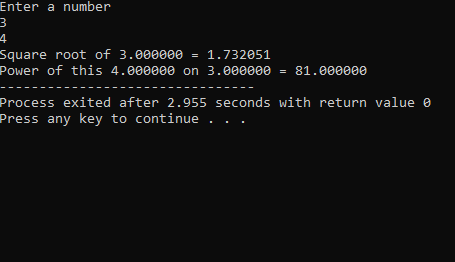 Enter a number
3
4
Square root of 3.000000 = 1.732051
Power of this 4.000000 on 3.000000 = 81.000000
--------------------------------
Process exited after 2.955 seconds with return value 0
Press any key to continue . . .